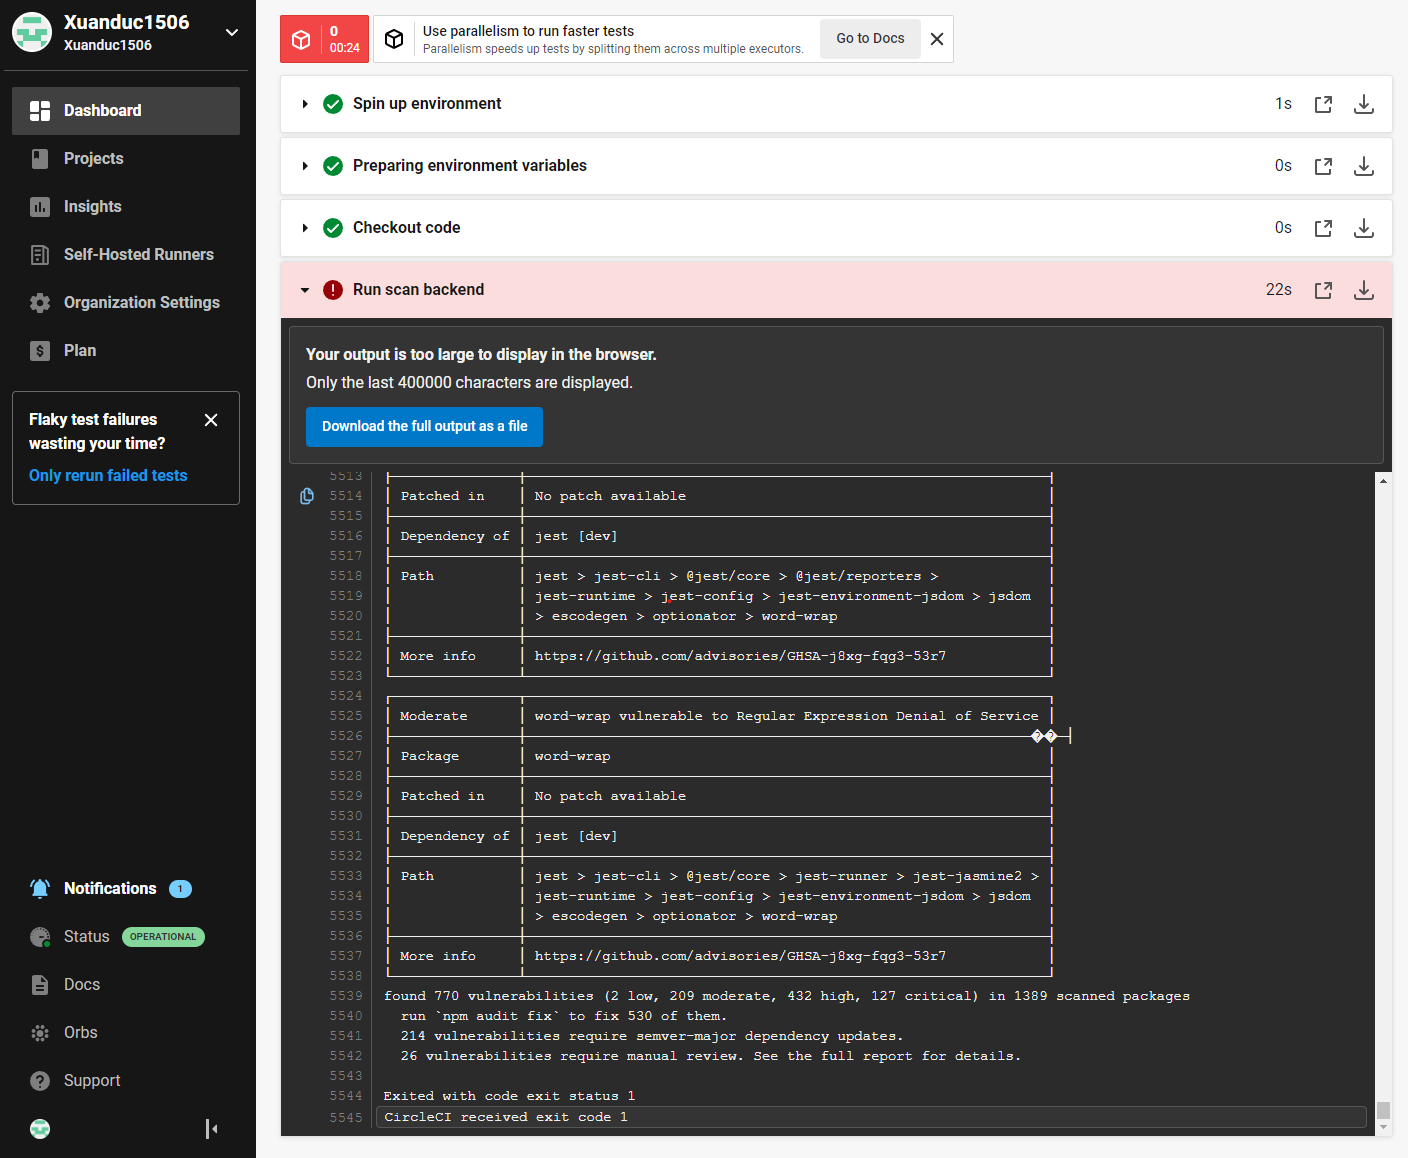 Xuanduc1506
Xuanduc1506
Dashboard
Projects
Insights
Self-Hosted Runners
Organization Settings
Plan
Flaky test failures
wasting your time?
Only rerun failed tests
Notifications 1
Status OPERATIONAL
Docs
Orbs
Support
0
00:24
Use parallelism to run faster tests
Parallelism speeds up tests by splitting them across multiple executors.
Go to Docs
Spin up environment 1s
Preparing environment variables 0s
Checkout code 0s
Run scan backend 22s
Your output is too large to display in the browser.
Only the last 400000 characters are displayed.
Download the full output as a file
5513
5514 Patched in No patch available
5515
5516 Dependency of jest [dev]
5517
5518 Path jest > jest-cli > @jest/core > @jest/reporters >
5519 jest-runtime > jest-config > jest-environment-jsdom > jsdom
5520 > escodegen > optionator > word-wrap
5521
5522 More info https://github.com/advisories/GHSA-j8xg-fqg3-53r7
5523
5524
5525 Moderate word-wrap vulnerable to Regular Expression Denial of Service
5526 ��
5527 Package word-wrap
5528
5529 Patched in No patch available
5530
5531 Dependency of jest [dev]
5532
5533 Path jest > jest-cli > @jest/core > jest-runner > jest-jasmine2 >
5534 jest-runtime > jest-config > jest-environment-jsdom > jsdom
5535 > escodegen > optionator > word-wrap
5536
5537 More info https://github.com/advisories/GHSA-j8xg-fqg3-53r7
5538
5539 found 770 vulnerabilities (2 low, 209 moderate, 432 high, 127 critical) in 1389 scanned packages
5540 run `npm audit fix` to fix 530 of them.
5541 214 vulnerabilities require semver-major dependency updates.
5542 26 vulnerabilities require manual review. See the full report for details.
5543
5544 Exited with code exit status 1
5545 CircleCI received exit code 1